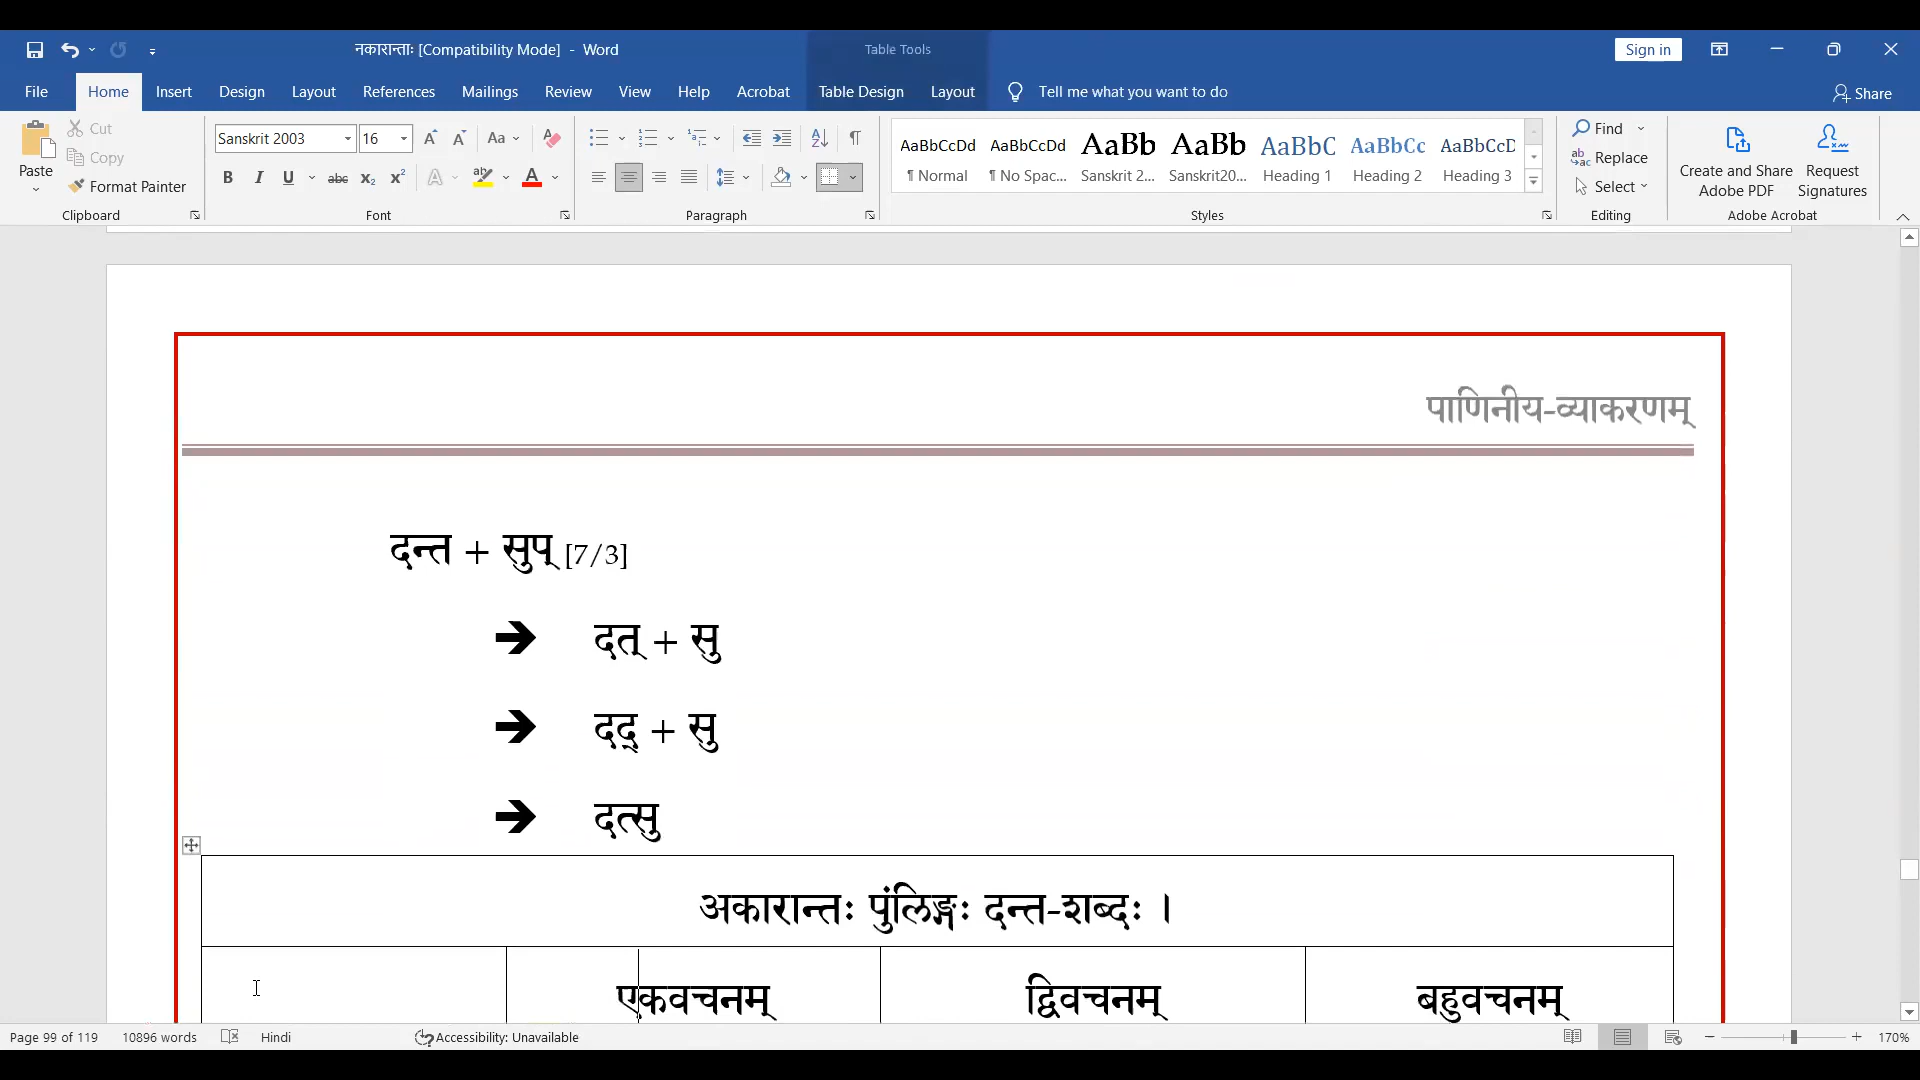 नकारान्ताः [Compatibility Mode] - Word
Table Tools
Sign in
File Home Insert Design Layout References Mailings Review View Help Acrobat Table Design Layout Tell me what you want to do Share
Paste
Cut
Copy
Format Painter
Clipboard
Sanskrit 2003 16
Font
Paragraph
AaBbCcDd AaBbCcDd AaBb AaBb AaBbC AaBbCc AaBbCcD
¶ Normal ¶ No Spac... Sanskrit 2... Sanskrit20... Heading 1 Heading 2 Heading 3
Styles
Find
Replace
Select
Editing
Create and Share Adobe PDF
Request Signatures
Adobe Acrobat
पाणिनीय-व्याकरणम्
दन्त + सुप् [7/3]
➔ दत् + सु
➔ दद् + सु
➔ दत्सु
अकारान्तः पुंलिङ्गः दन्त-शब्दः ।
एकवचनम् द्विवचनम् बहुवचनम्
Page 99 of 119 10896 words Hindi Accessibility: Unavailable 170%